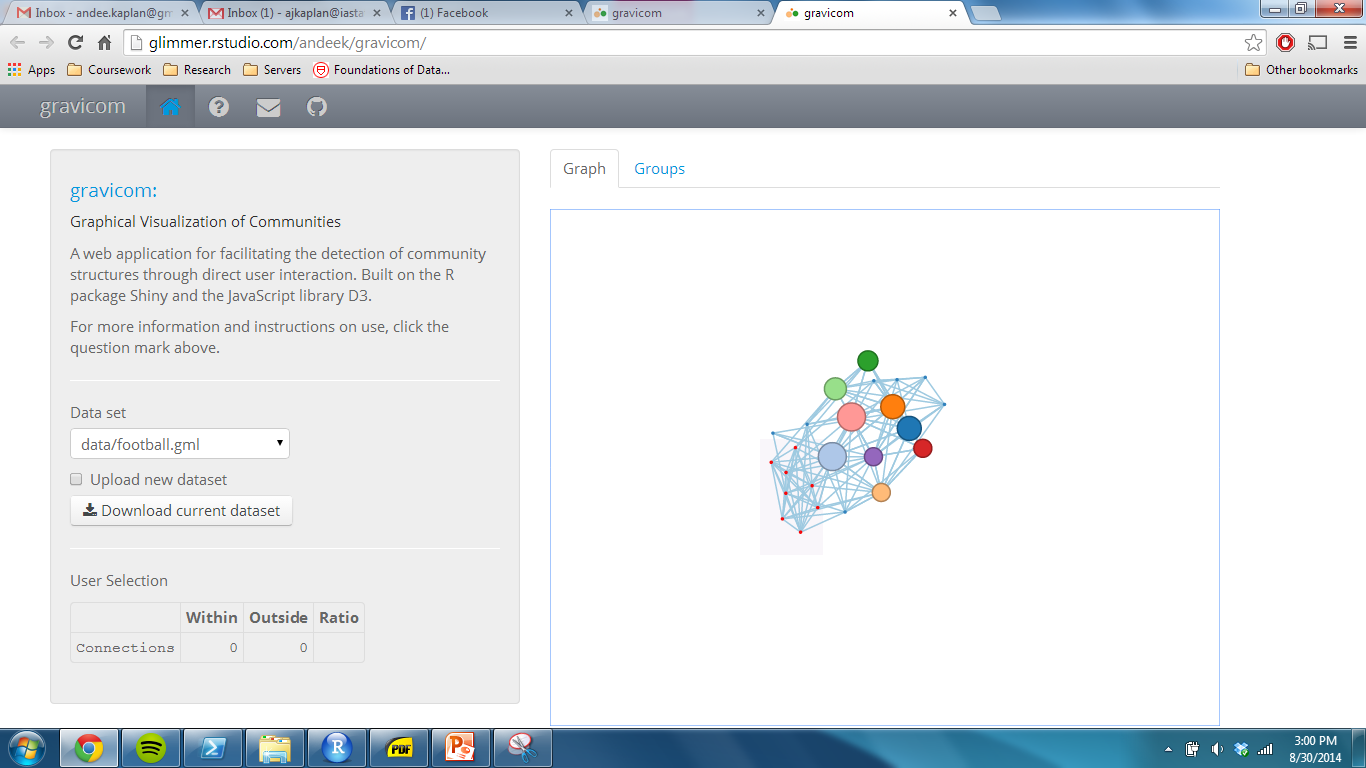 Inbox - andee.kaplan@gm
Inbox (1) - ajkaplan@iasta
(1) Facebook
gravicom
gravicom
glimmer.rstudio.com/andeek/gravicom/
Apps
Coursework
Research
Servers
Foundations of Data...
Other bookmarks
gravicom
gravicom:
Graphical Visualization of Communities
A web application for facilitating the detection of community
structures through direct user interaction. Built on the R
package Shiny and the JavaScript library D3.
For more information and instructions on use, click the
question mark above.
Data set
data/football.gml
Upload new dataset
Download current dataset
User Selection
Within Outside Ratio
Connections 0 0
Graph
Groups
R
PDF
P
3:00 PM
8/30/2014